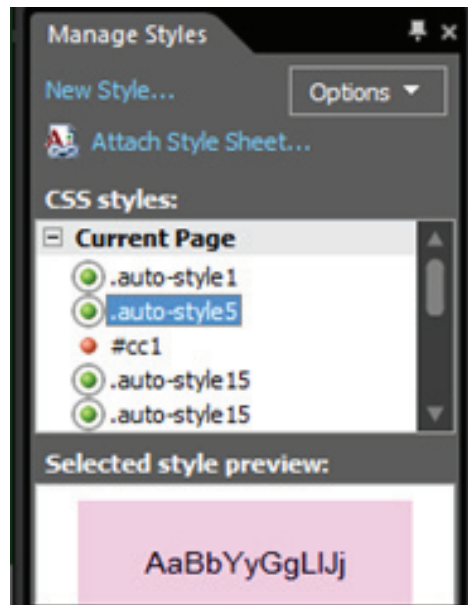 Manage Styles
New Style...
Options
Attach Style Sheet...
CSS styles:
Current Page
.auto-style1
.auto-style5
#cc1
.auto-style15
.auto-style15
Selected style preview:
AaBbYyGgLlJj